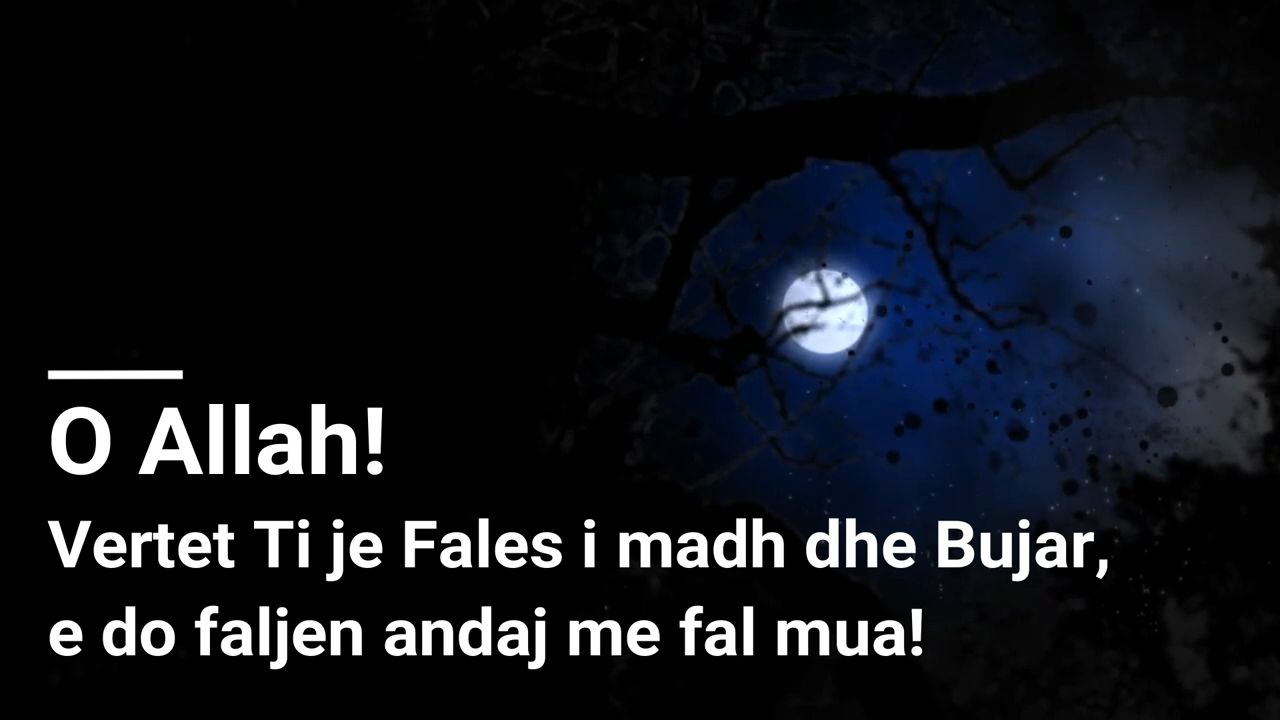 O Allah!
Vertet Ti je Fales i madh dhe Bujar,
e do faljen andaj me fal mua!